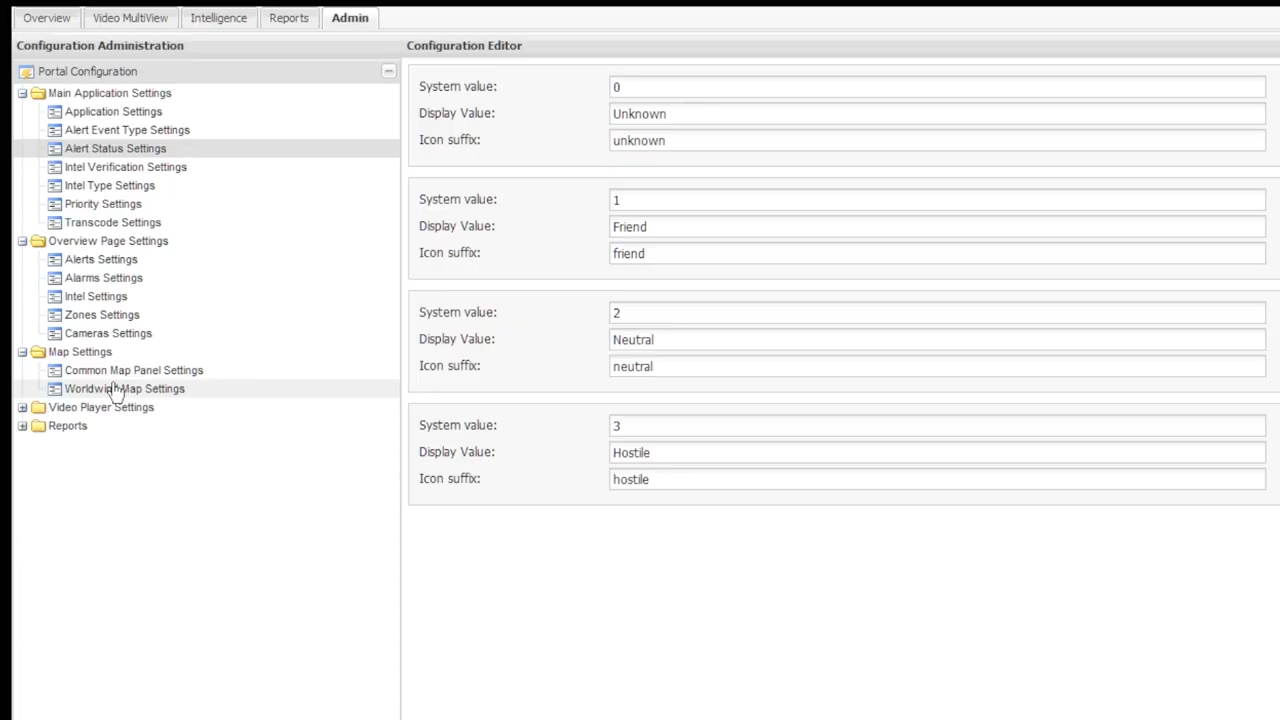 Overview Video MultiView Intelligence Reports Admin
Configuration Administration
Portal Configuration
Main Application Settings
Application Settings
Alert Event Type Settings
Alert Status Settings
Intel Verification Settings
Intel Type Settings
Priority Settings
Transcode Settings
Overview Page Settings
Alerts Settings
Alarms Settings
Intel Settings
Zones Settings
Cameras Settings
Map Settings
Common Map Panel Settings
Map Settings
Video Player Settings
Reports
Configuration Editor
System value: 0
Display Value: Unknown
Icon suffix: unknown
System value: 1
Display Value: Friend
Icon suffix: friend
System value: 2
Display Value: Neutral
Icon suffix: neutral
System value: 3
Display Value: Hostile
Icon suffix: hostile